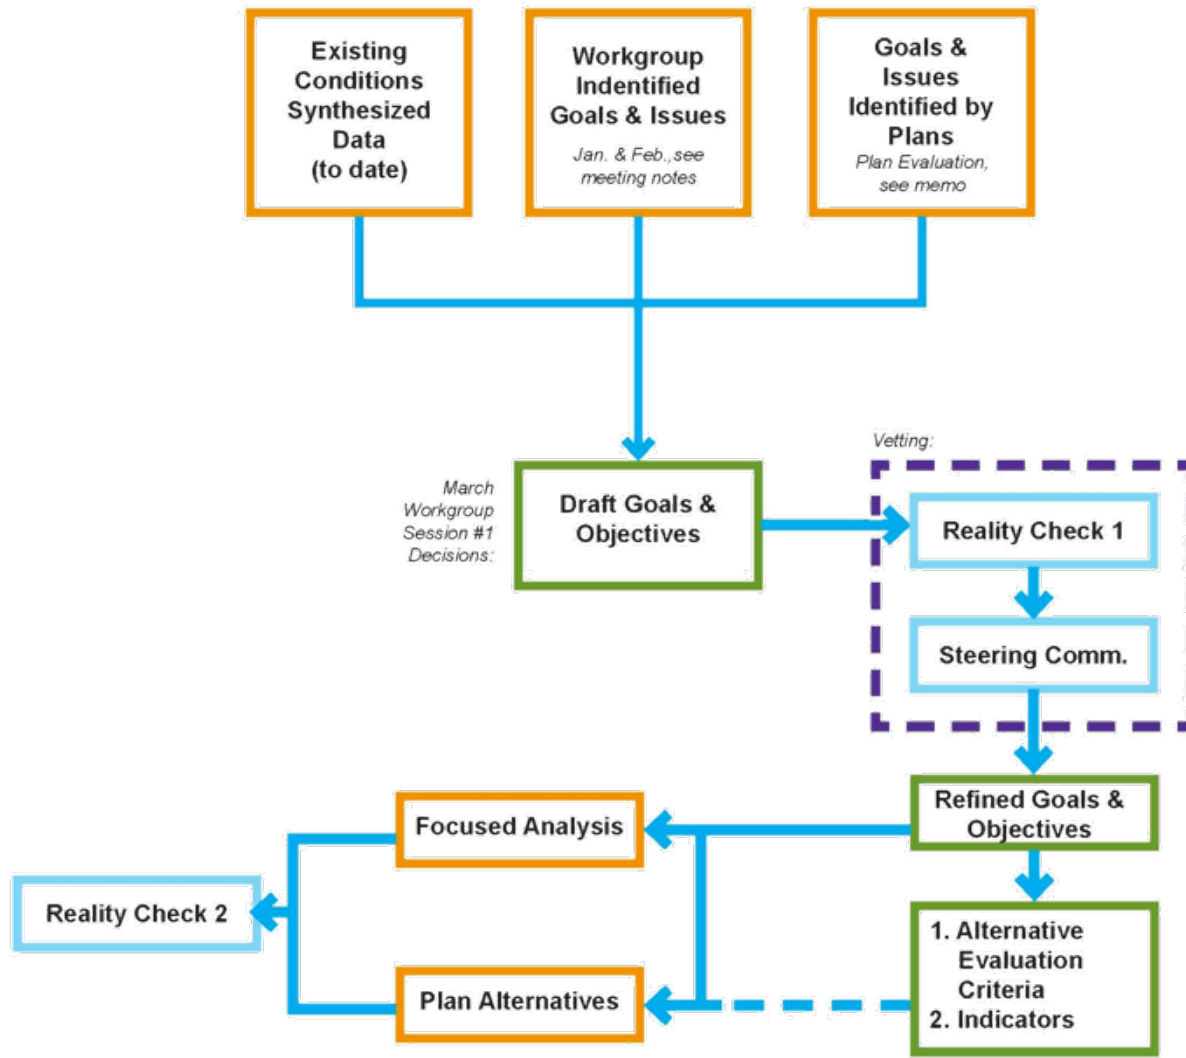 Existing
Conditions
Synthesized
Data
(to date)
Workgroup
Indentified
Goals & Issues
Jan. & Feb.,see
meeting notes
Goals &
Issues
Identified by
Plans
Plan Evaluation,
see memo
March
Workgroup
Session #1
Decisions:
Draft Goals &
Objectives
Vetting:
Reality Check 1
Steering Comm.
Refined Goals &
Objectives
Focused Analysis
Reality Check 2
Plan Alternatives
1. Alternative
Evaluation
Criteria
2. Indicators